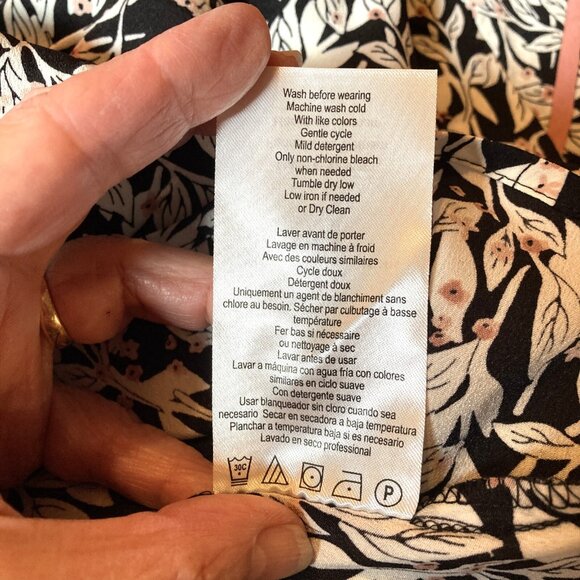 Wash before wearing
Machine wash cold
With like colors
Gentle cycle
Mild detergent
Only non-chlorine bleach
when needed
Tumble dry low
Low iron if needed
or Dry Clean
Laver avant de porter
Lavage en machine à froid
Avec des couleurs similaires
Cycle doux
Détergent doux
Uniquement un agent de blanchiment sans
chlore au besoin. Sécher par culbutage à basse
température
Fer bas si nécessaire
ou nettoyage à sec
Lavar antes de usar
Lavar a máquina con agua fría con colores
similares en ciclo suave
Con detergente suave
Usar blanqueador sin cloro cuando sea
necesario Secar en secadora a baja temperatura
Planchar a temperatura baja si es necesario
Lavado en seco professional
30C P